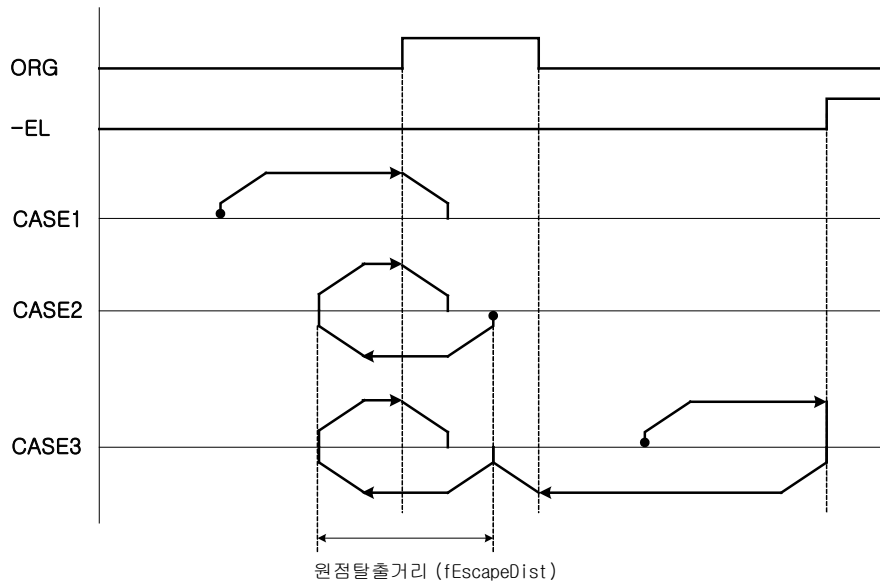 ORG
-EL
CASE1
CASE2
CASE3
원점탈출거리 (fEscapeDist)